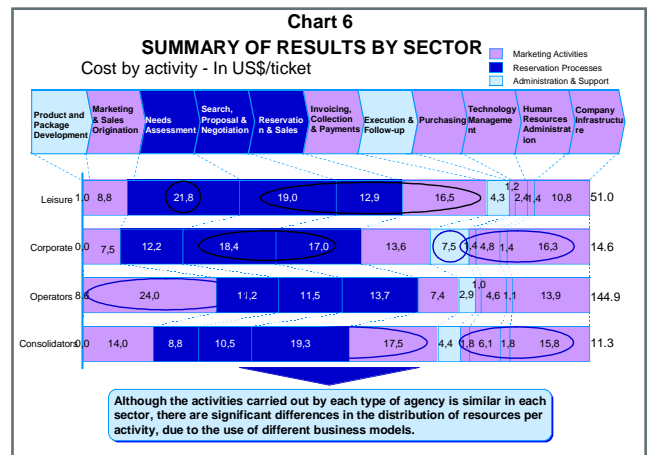 Chart 6
SUMMARY OF RESULTS BY SECTOR
Cost by activity - In US$/ticket
Marketing Activities
Reservation Processes
Administration & Support
Product and
Package
Development
Marketing
& Sales
Origination
Needs
Assessment
Search,
Proposal &
Negotiation
Reservatio
n & Sales
Invoicing,
Collection
& Payments
Execution &
Follow-up
Purchasing
Technology
Manageme
nt
Human
Resources
Administrat
ion
Company
Infrastructu
re
Leisure 1,0 8,8 21,8 19,0 12,9 16,5 4,3 1,2 2,4 1,4 10,8 51.0
Corporate 0,0 7,5 12,2 18,4 17,0 13,6 7,5 1,4 4,8 1,4 16,3 14.6
Operators 8,6 24,0 11,2 11,5 13,7 7,4 2,9 1,0 4,6 1,1 13,9 144.9
Consolidators 0,0 14,0 8,8 10,5 19,3 17,5 4,4 1,8 6,1 1,8 15,8 11.3
Although the activities carried out by each type of agency is similar in each
sector, there are significant differences in the distribution of resources per
activity, due to the use of different business models.